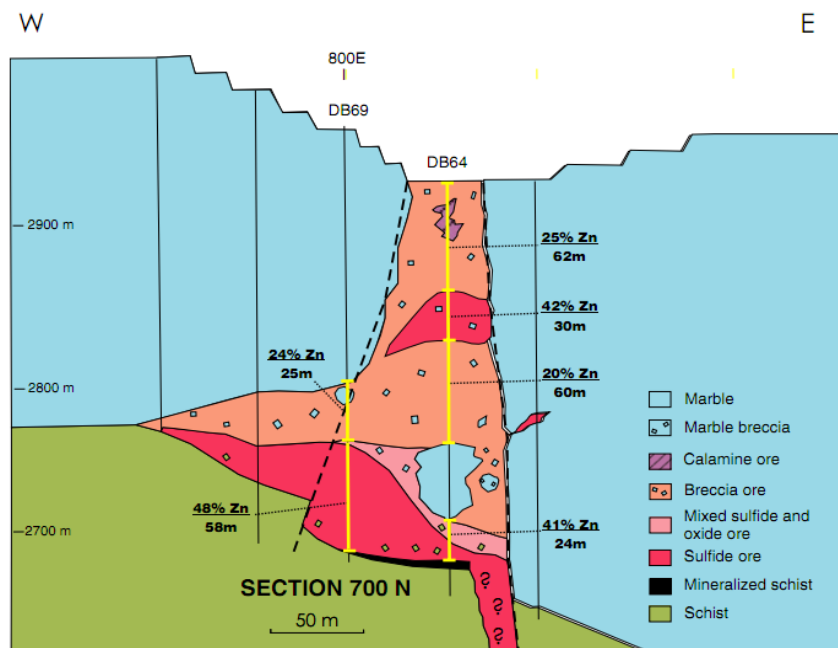 W
E
800E
DB69
DB64
2900 m
25% Zn
62m
42% Zn
30m
24% Zn
25m
2800 m
20% Zn
60m
Marble
Marble breccia
Calamine ore
Breccia ore
Mixed sulfide and
oxide ore
Sulfide ore
Mineralized schist
Schist
48% Zn
58m
2700 m
41% Zn
24m
SECTION 700 N
50 m